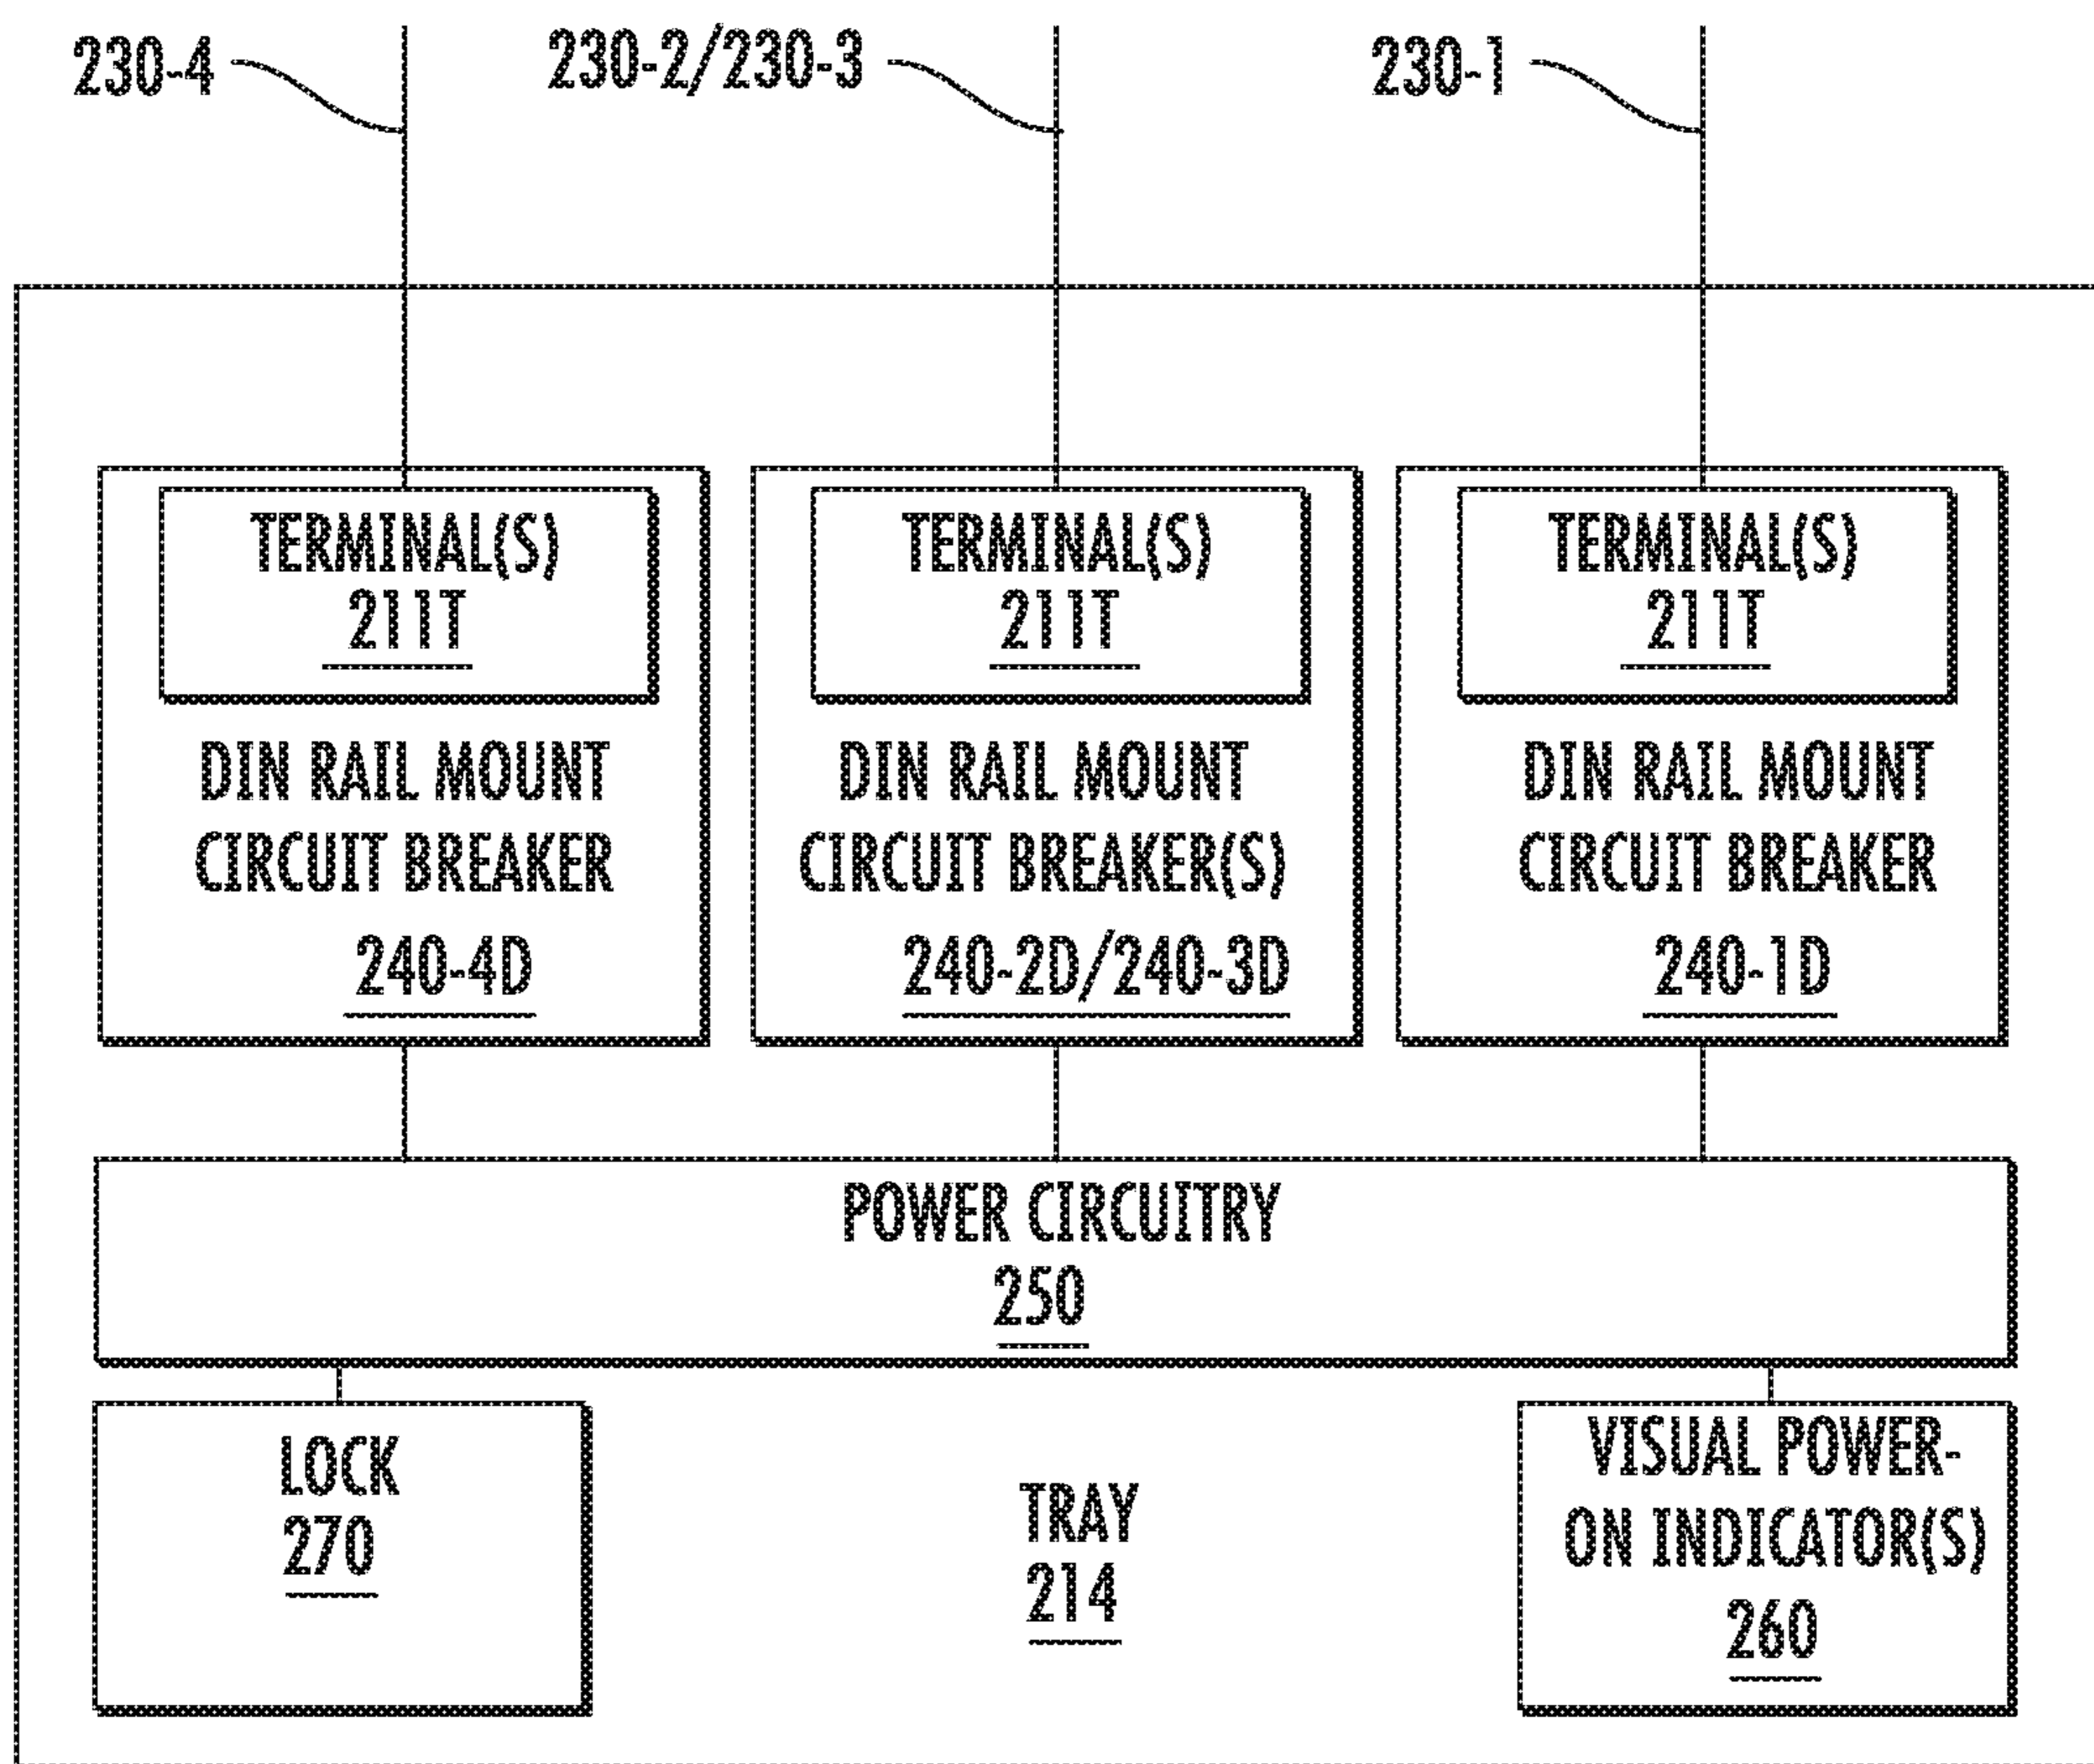 230-4
230-2/230-3
230-1
TERMINAL(S)
211T
DIN RAIL MOUNT
CIRCUIT BREAKER
240-4D
TERMINAL(S)
211T
DIN RAIL MOUNT
CIRCUIT BREAKER(S)
240-2D/240-3D
TERMINAL(S)
211T
DIN RAIL MOUNT
CIRCUIT BREAKER
240-1D
POWER CIRCUITRY
250
LOCK
270
TRAY
214
VISUAL POWER-
ON INDICATOR(S)
260